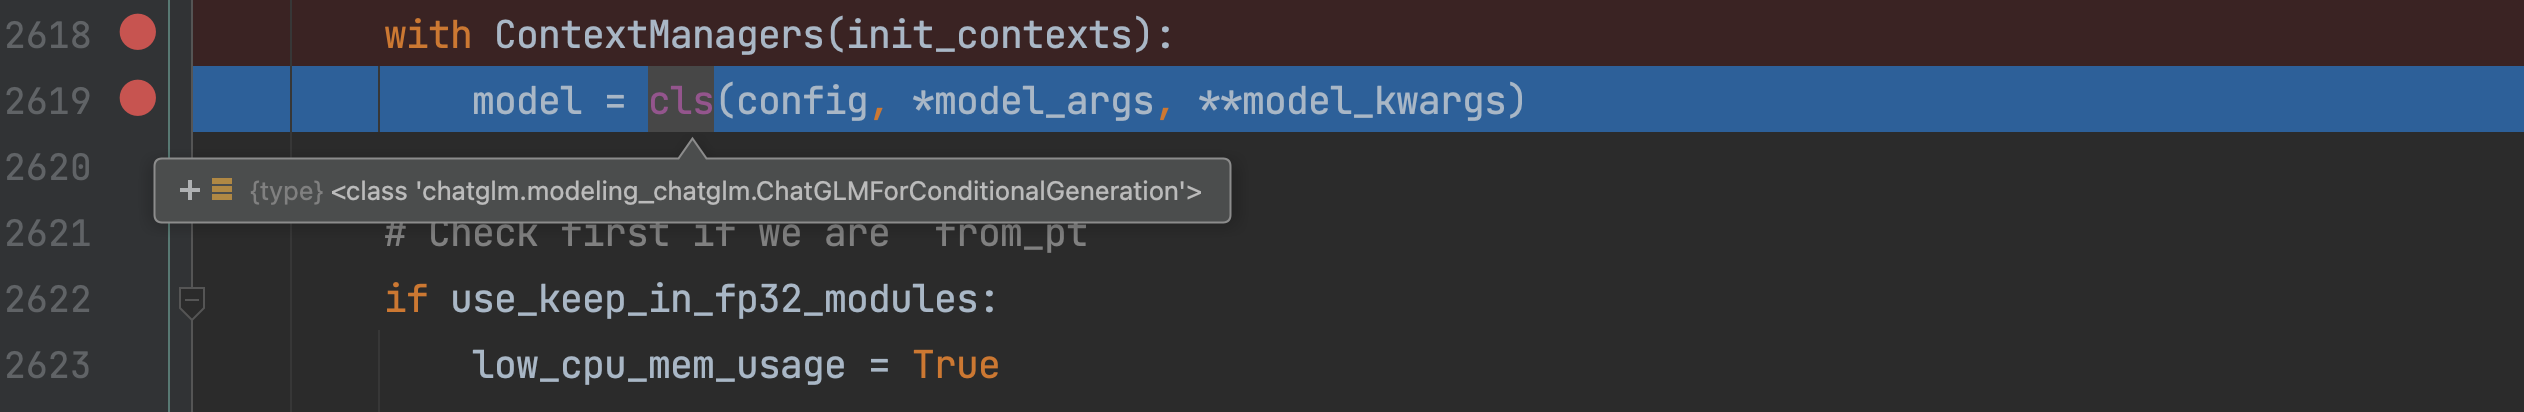 2618 with ContextManagers(init_contexts):
2619 model = cls(config, *model_args, **model_kwargs)
2620
{type} <class 'chatglm.modeling_chatglm.ChatGLMForConditionalGeneration'>
2621 # Check first if we are from_pt
2622 if use_keep_in_fp32_modules:
2623 low_cpu_mem_usage = True